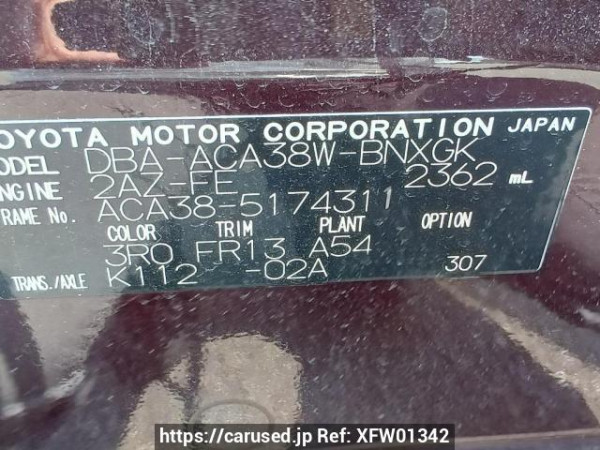 OYOTA MOTOR CORPORATION JAPAN
MODEL DBA-ACA38W-BNXGK
ENGINE 2AZ-FE 2362 mL
FRAME No. ACA38-5174311
COLOR TRIM PLANT OPTION
3R0 FR13 A54
TRANS./AXLE K112 -02A 307
https://carused.jp Ref: XFW01342